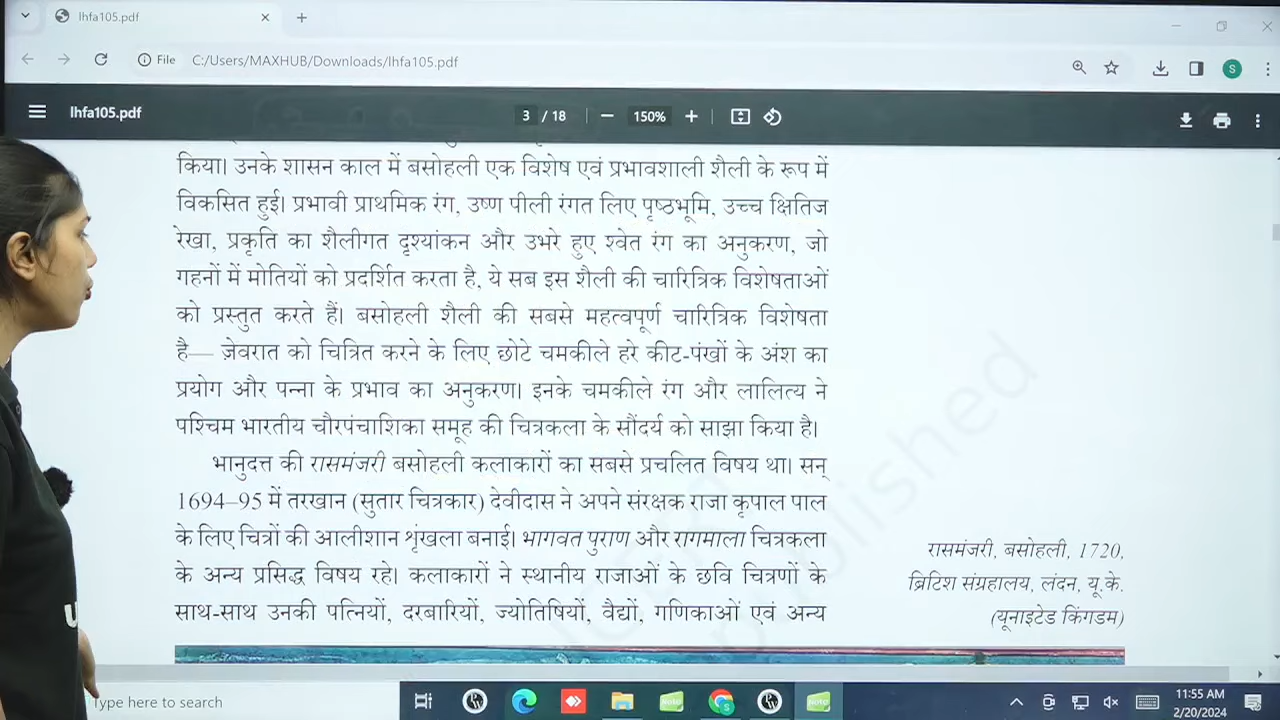 lhfa105.pdf
File C:/Users/MAXHUB/Downloads/lhfa105.pdf
S
lhfa105.pdf 3 / 18 150%
किया। उनके शासन काल में बसोहली एक विशेष एवं प्रभावशाली शैली के रूप में
विकसित हुई। प्रभावी प्राथमिक रंग, उष्ण पीली रंगत लिए पृष्ठभूमि, उच्च क्षितिज
रेखा, प्रकृति का शैलीगत दृश्यांकन और उभरे हुए श्वेत रंग का अनुकरण, जो
गहनों में मोतियों को प्रदर्शित करता है, ये सब इस शैली की चारित्रिक विशेषताओं
को प्रस्तुत करते हैं। बसोहली शैली की सबसे महत्वपूर्ण चारित्रिक विशेषता
है— ज़ेवरात को चित्रित करने के लिए छोटे चमकीले हरे कीट-पंखों के अंश का
प्रयोग और पन्ना के प्रभाव का अनुकरण। इनके चमकीले रंग और लालित्य ने
पश्चिम भारतीय चौरपंचाशिका समूह की चित्रकला के सौंदर्य को साझा किया है।
भानुदत्त की रासमंजरी बसोहली कलाकारों का सबसे प्रचलित विषय था। सन्
1694–95 में तरखान (सुतार चित्रकार) देवीदास ने अपने संरक्षक राजा कृपाल पाल
के लिए चित्रों की आलीशान शृंखला बनाई। भागवत पुराण और रागमाला चित्रकला
के अन्य प्रसिद्ध विषय रहे। कलाकारों ने स्थानीय राजाओं के छवि चित्रणों के
साथ-साथ उनकी पत्नियों, दरबारियों, ज्योतिषियों, वैद्यों, गणिकाओं एवं अन्य
रासमंजरी, बसोहली, 1720,
ब्रिटिश संग्रहालय, लंदन, यू.के.
(यूनाइटेड किंगडम)
published
Type here to search
11:55 AM
2/20/2024